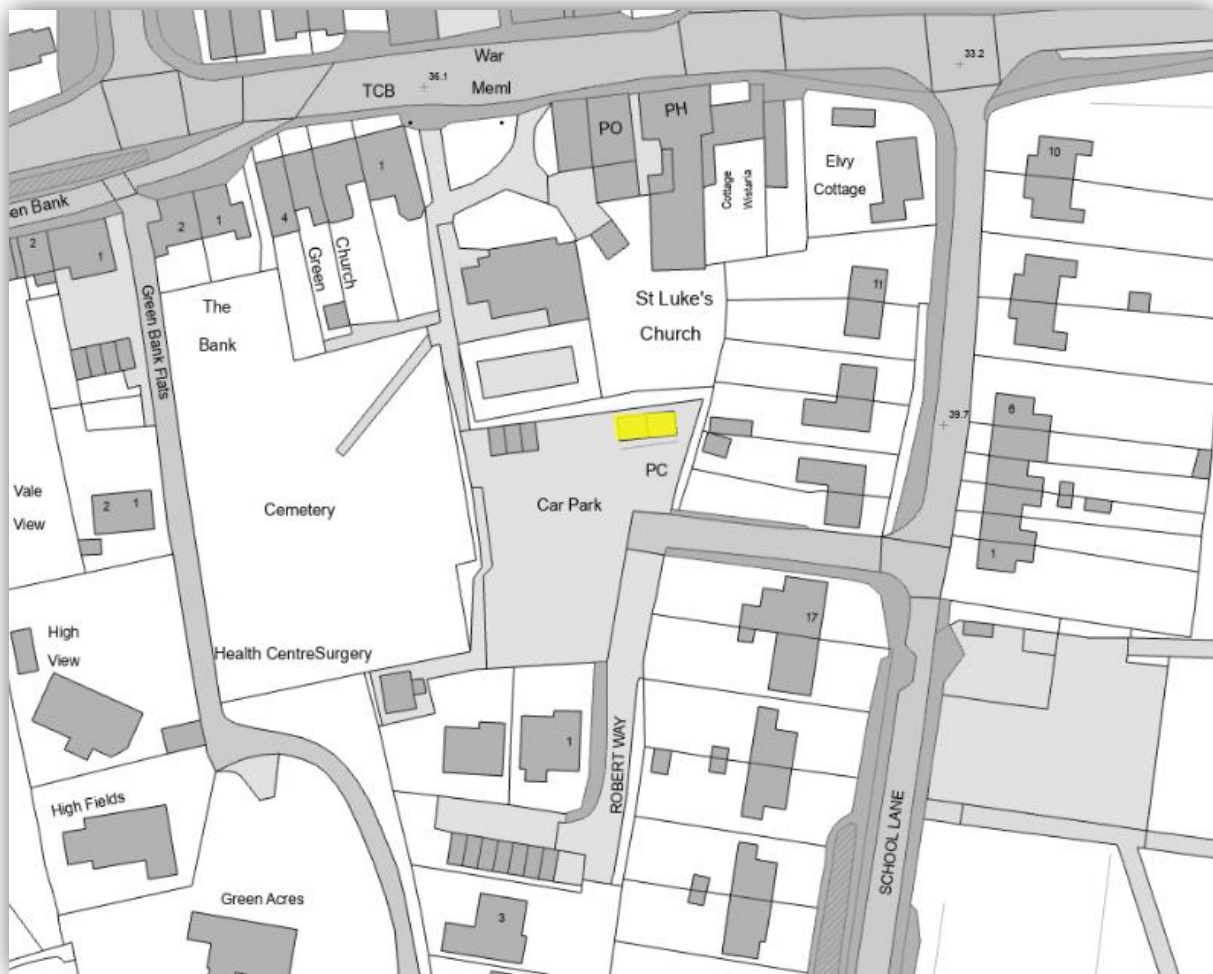 War
33.2
36.1
TCB
Meml
PO
PH
10
Elvy
Cottage
Cottage
Wistaria
en Bank
2
1
2
1
4
1
Church
Green
11
St Luke's
Church
The
Bank
Green Bank Flats
6
39.7
PC
Car Park
Vale
View
2
1
Cemetery
1
17
High
View
Health CentreSurgery
1
ROBERT WAY
High Fields
SCHOOL LANE
Green Acres
3